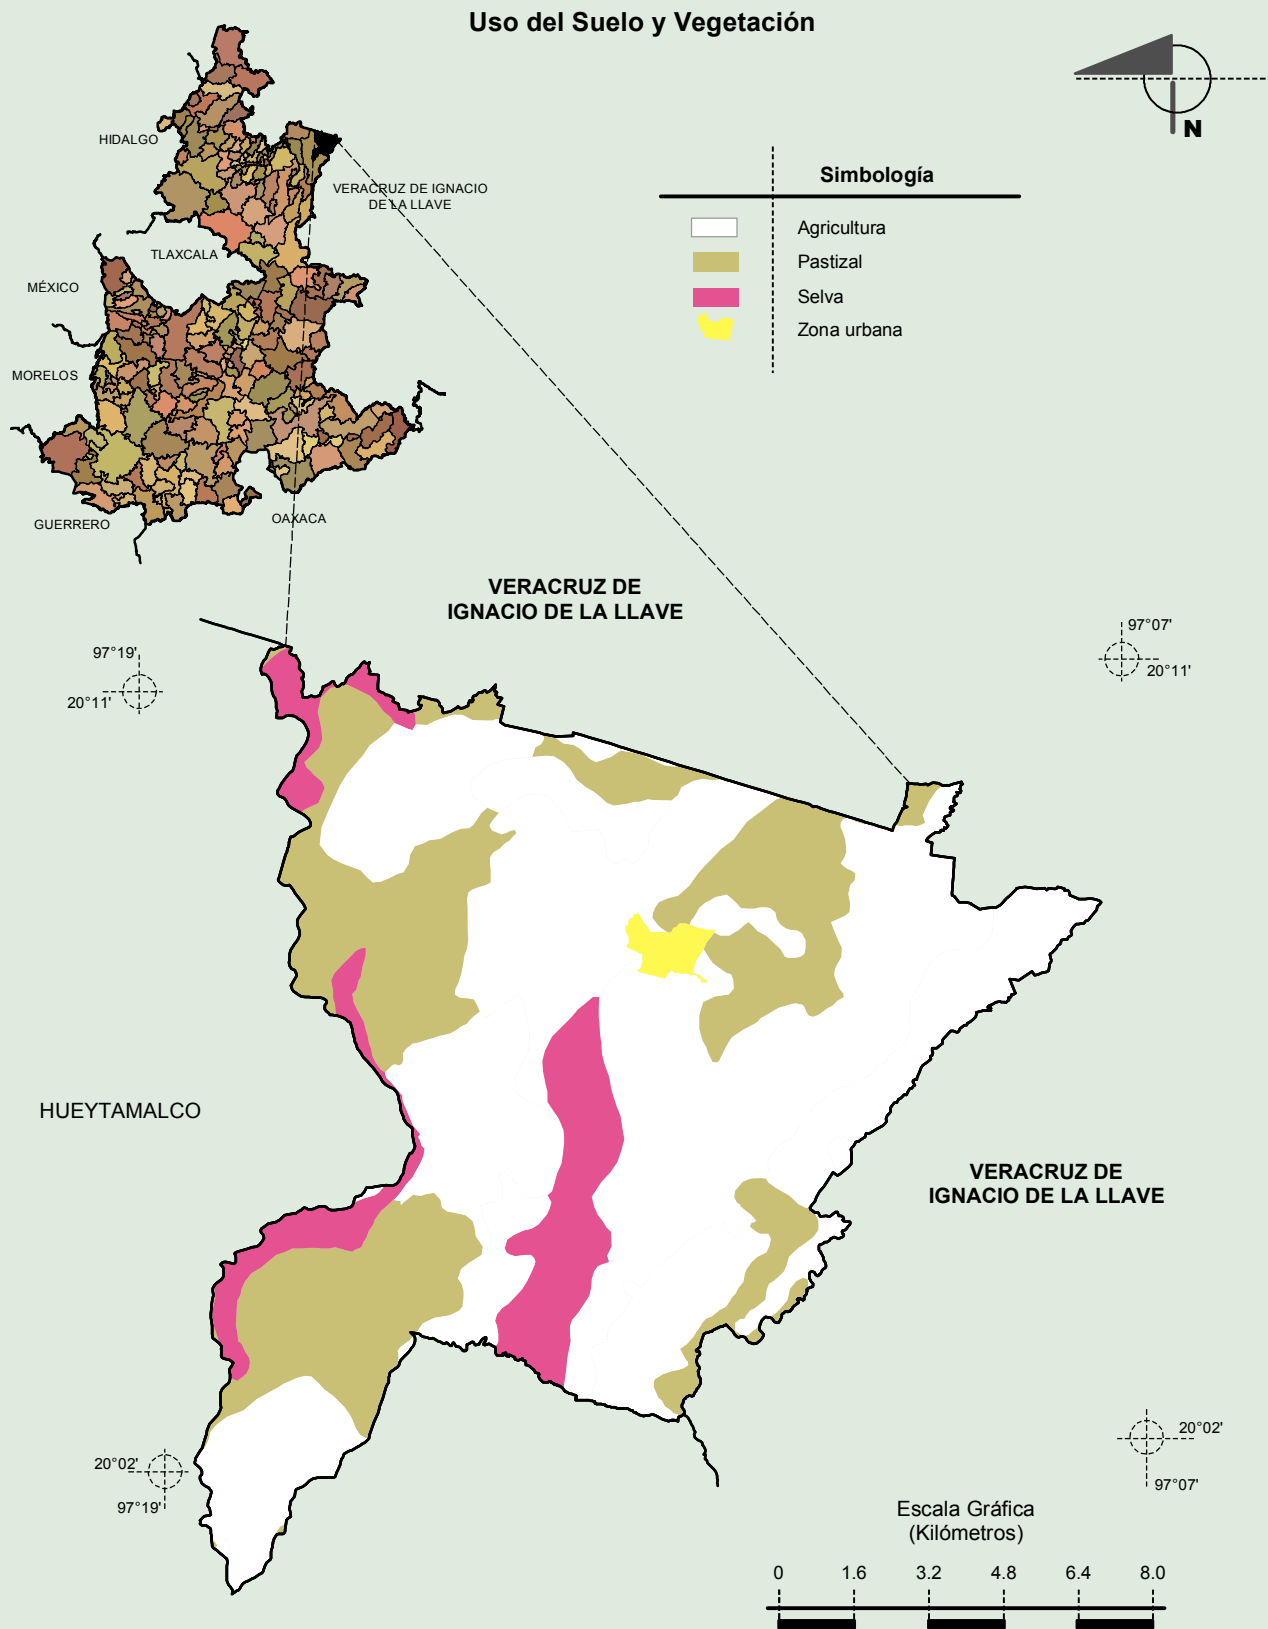 Uso del Suelo y Vegetación
N
HIDALGO
VERACRUZ DE IGNACIO
DE LA LLAVE
TLAXCALA
MÉXICO
MORELOS
GUERRERO
OAXACA
Simbología
Agricultura
Pastizal
Selva
Zona urbana
VERACRUZ DE
IGNACIO DE LA LLAVE
97°19'
20°11'
97°07'
20°11'
HUEYTAMALCO
VERACRUZ DE
IGNACIO DE LA LLAVE
20°02'
97°19'
20°02'
97°07'
Escala Gráfica
(Kilómetros)
0 1.6 3.2 4.8 6.4 8.0